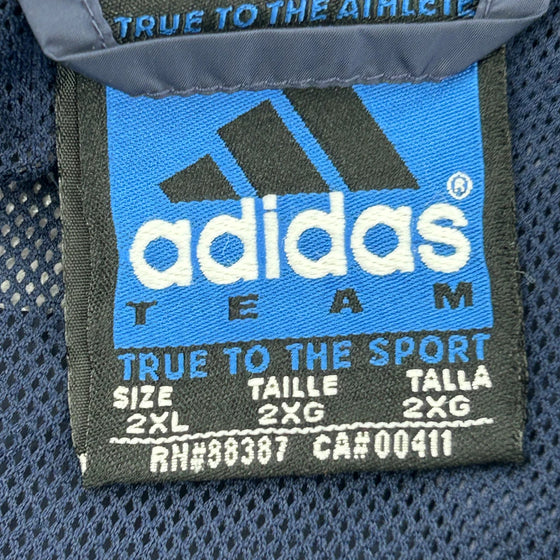 TRUE TO THE ATHLETE
adidas®
TEAM
TRUE TO THE SPORT
SIZE TAILLE TALLA
2XL 2XG 2XG
RN#88387 CA#00411